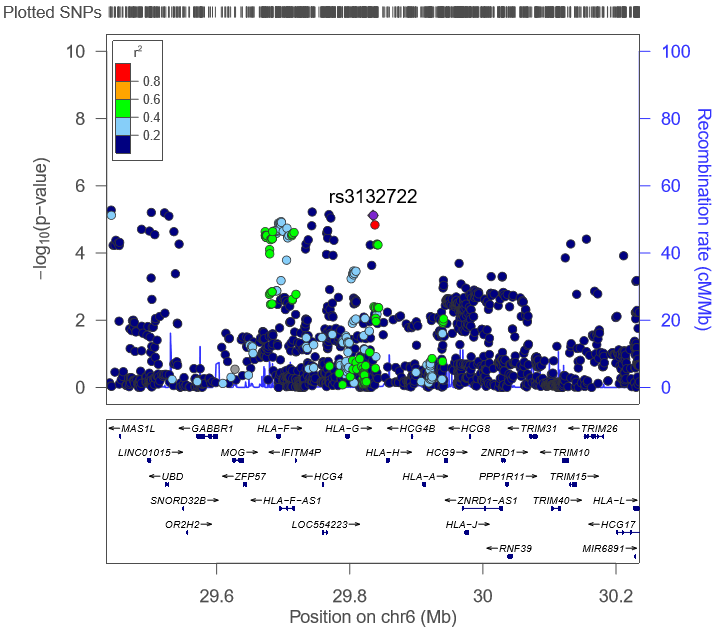 Plotted SNPs
10
8
6
4
2
0
−log10(p−value)
r2
0.8
0.6
0.4
0.2
rs3132722
100
80
60
40
20
0
Recombination rate (cM/Mb)
MAS1L GABBR1 HLA−F HLA−G HCG4B HCG8 TRIM31 TRIM26
LINC01015 MOG IFITM4P HLA−H HCG9 ZNRD1 TRIM10
UBD ZFP57 HCG4 HLA−A PPP1R11 TRIM15
SNORD32B HLA−F−AS1 ZNRD1−AS1 TRIM40 HLA−L
OR2H2 LOC554223 HLA−J HCG17
RNF39 MIR6891
29.6 29.8 30 30.2
Position on chr6 (Mb)